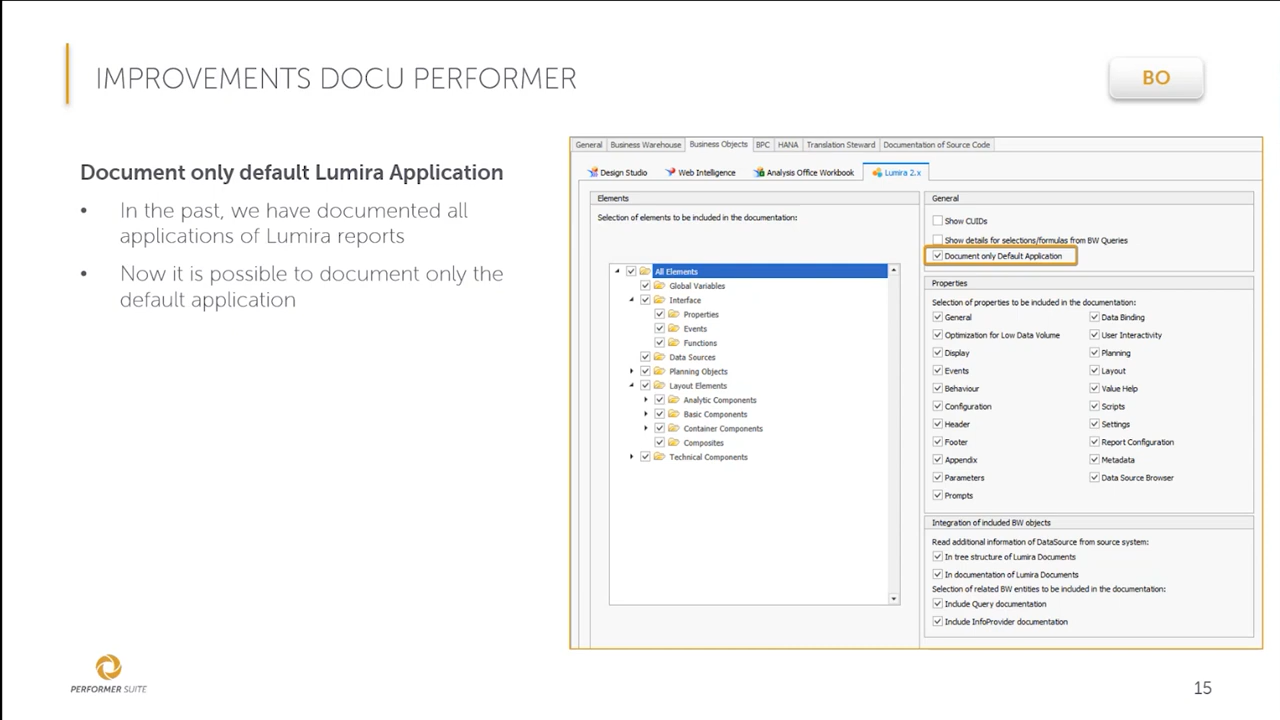 IMPROVEMENTS DOCU PERFORMER
BO
Document only default Lumira Application
• In the past, we have documented all
applications of Lumira reports
• Now it is possible to document only the
default application
General Business Warehouse Business Objects BPC HANA Translation Steward Documentation of Source Code
Design Studio Web Intelligence Analysis Office Workbook Lumira 2.x
Elements
Selection of elements to be included in the documentation:
All Elements
Global Variables
Interface
Properties
Events
Functions
Data Sources
Planning Objects
Layout Elements
Analytic Components
Basic Components
Container Components
Composites
Technical Components
General
Show CUIDs
Show details for selections/formulas from BW Queries
Document only Default Application
Properties
Selection of properties to be included in the documentation:
General Data Binding
Optimization for Low Data Volume User Interactivity
Display Planning
Events Layout
Behaviour Value Help
Configuration Scripts
Header Settings
Footer Report Configuration
Appendix Metadata
Parameters Data Source Browser
Prompts
Integration of included BW objects
Read additional information of DataSource from source system:
In tree structure of Lumira Documents
In documentation of Lumira Documents
Selection of related BW entities to be included in the documentation:
Include Query documentation
Include InfoProvider documentation
PERFORMER SUITE
15